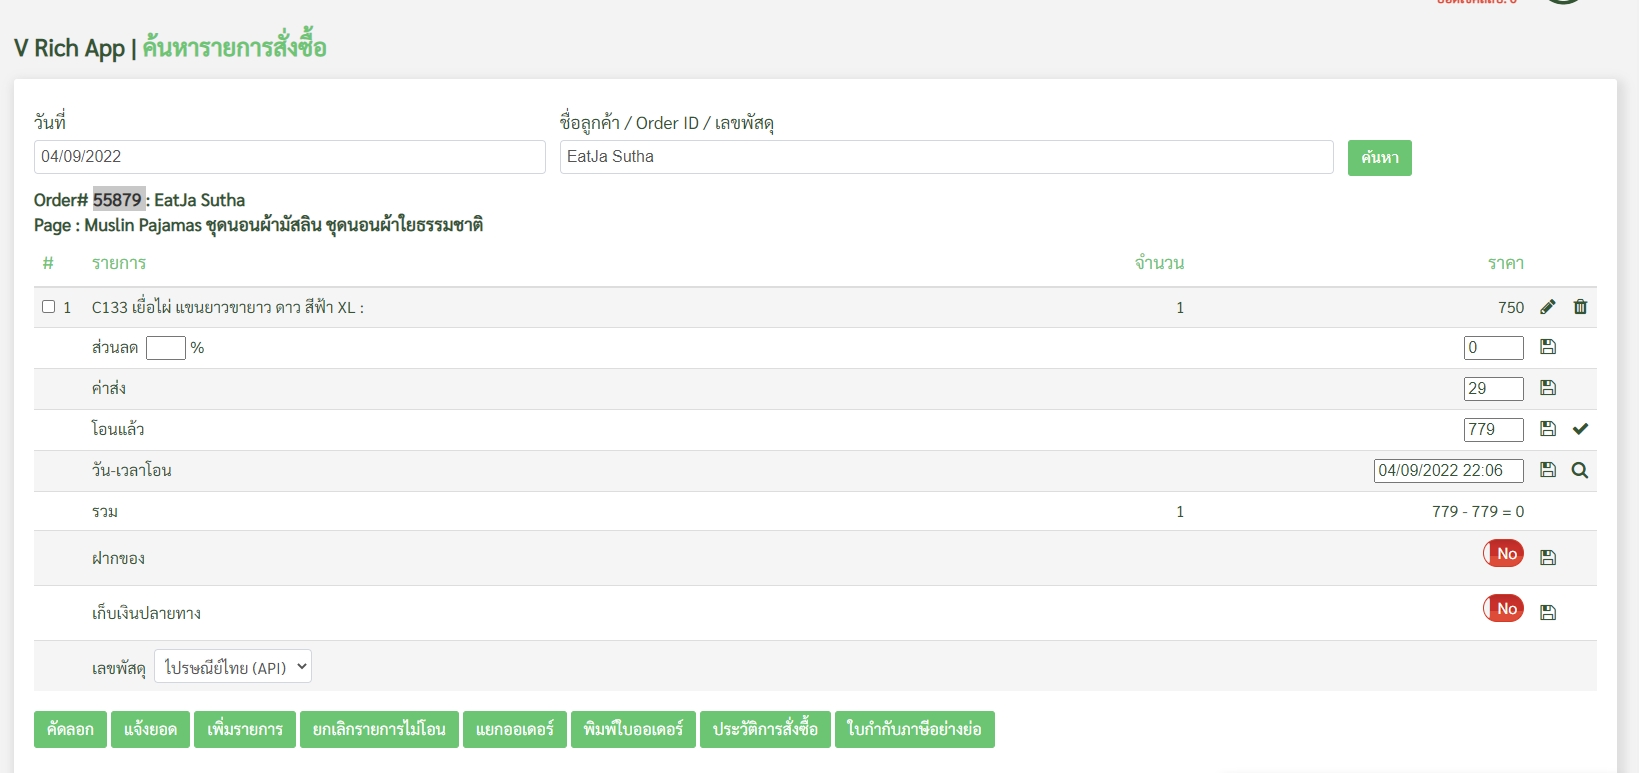 V Rich App | ค้นหารายการสั่งซื้อ
วันที่
ชื่อลูกค้า / Order ID / เลขพัสดุ
04/09/2022
EatJa Sutha
ค้นหา
Order# 55879 : EatJa Sutha
Page : Muslin Pajamas ชุดนอนผ้ามัสลิน ชุดนอนผ้าใยธรรมชาติ
# รายการ จำนวน ราคา
1 C133 เยื่อไผ่ แขนยาวขายาว ดาว สีฟ้า XL : 1 750
ส่วนลด % 0
ค่าส่ง 29
โอนแล้ว 779
วัน-เวลาโอน 04/09/2022 22:06
รวม 1 779 - 779 = 0
ฝากของ No
เก็บเงินปลายทาง No
เลขพัสดุ ไปรษณีย์ไทย (API)
คัดลอก แจ้งยอด เพิ่มรายการ ยกเลิกรายการไม่โอน แยกออเดอร์ พิมพ์ใบออเดอร์ ประวัติการสั่งซื้อ ใบกำกับภาษีอย่างย่อ